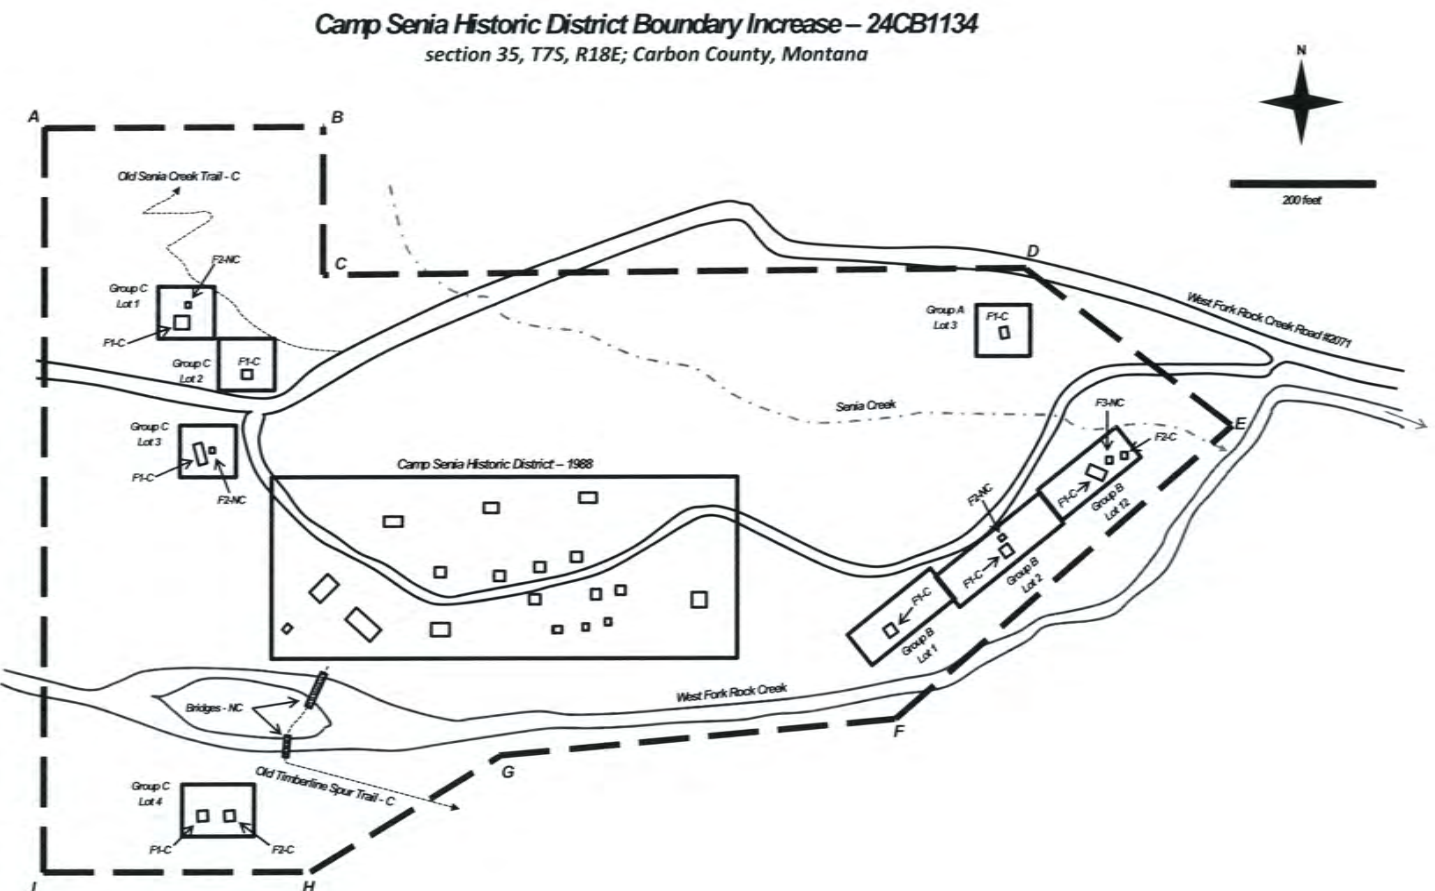 Camp Senia Historic District Boundary Increase – 24CB1134
section 35, T7S, R18E; Carbon County, Montana
N
200 feet
A
B
Old Senia Creek Trail - C
F2-NC
C
D
Group C
Lot 1
F1-C
Group C
Lot 2
F1-C
Group A
Lot 3
F1-C
West Fork Rock Creek Road #2071
Senia Creek
E
Group C
Lot 3
F1-C
F2-NC
Camp Senia Historic District – 1988
F3-NC
F2-C
F1-C
Group B
Lot 12
F2-NC
F1-C
Group B
Lot 2
F1-C
Group B
Lot 1
West Fork Rock Creek
Bridges - NC
F
G
Old Timberline Spur Trail - C
Group C
Lot 4
F1-C
F2-C
H
I